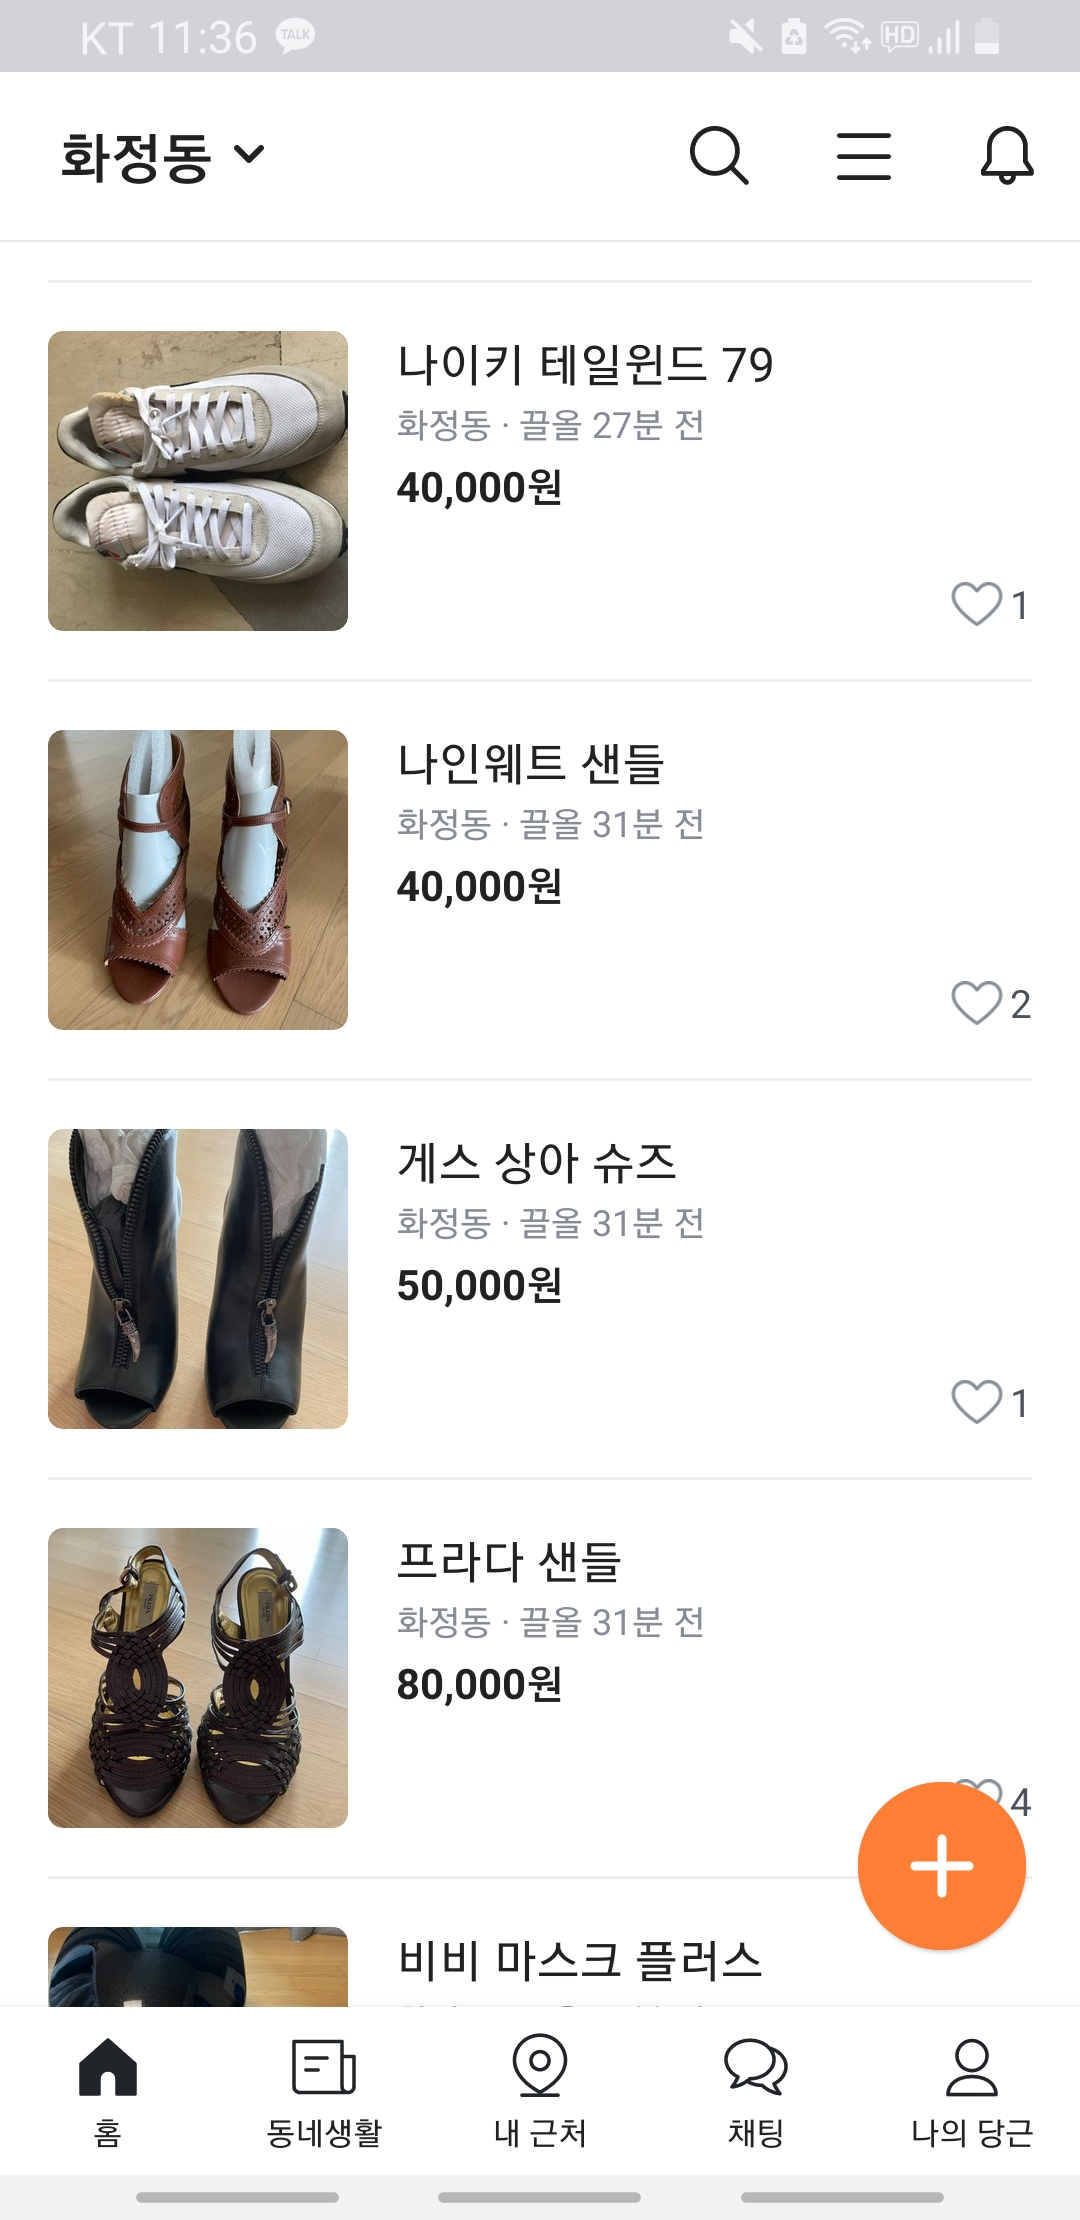 KT 11:36 TALK HD
화정동
나이키 테일윈드 79
화정동 · 끌올 27분 전
40,000원
1
나인웨트 샌들
화정동 · 끌올 31분 전
40,000원
2
게스 상아 슈즈
화정동 · 끌올 31분 전
50,000원
1
프라다 샌들
화정동 · 끌올 31분 전
80,000원
4
비비 마스크 플러스
홈
동네생활
내 근처
채팅
나의 당근